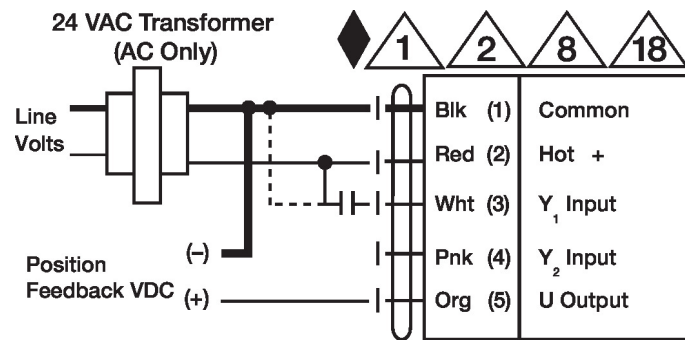 24 VAC Transformer
(AC Only)
1 2 8 18
Line
Volts
Blk (1) Common
Red (2) Hot +
Wht (3) Y1 Input
Pnk (4) Y2 Input
Org (5) U Output
Position
Feedback VDC
(–)
(+)